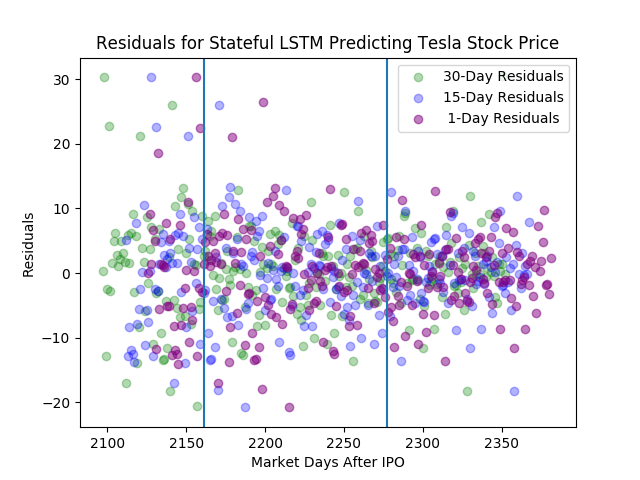 Residuals for Stateful LSTM Predicting Tesla Stock Price
30-Day Residuals
15-Day Residuals
1-Day Residuals
Residuals
30
20
10
0
−10
−20
2100
2150
2200
2250
2300
2350
Market Days After IPO